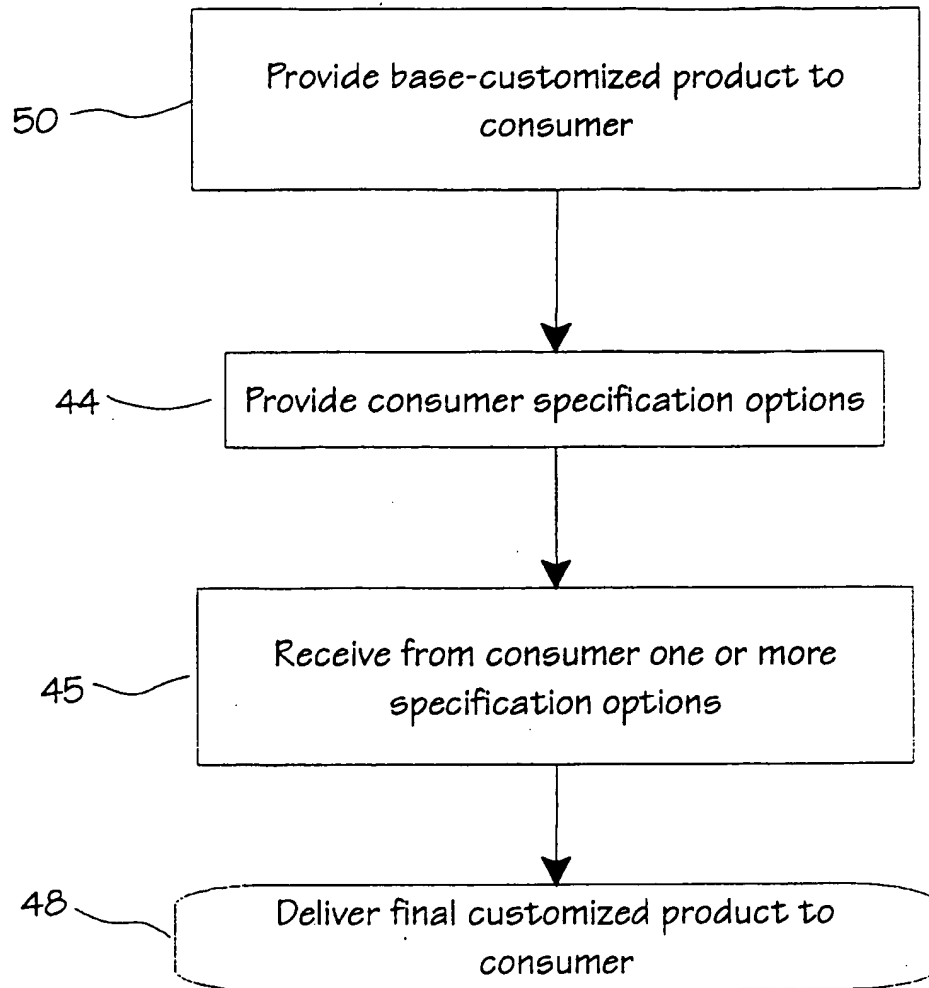 Provide base-customized product to
consumer
50
Provide consumer specification options
44
Receive from consumer one or more
specification options
45
Deliver final customized product to
consumer
48